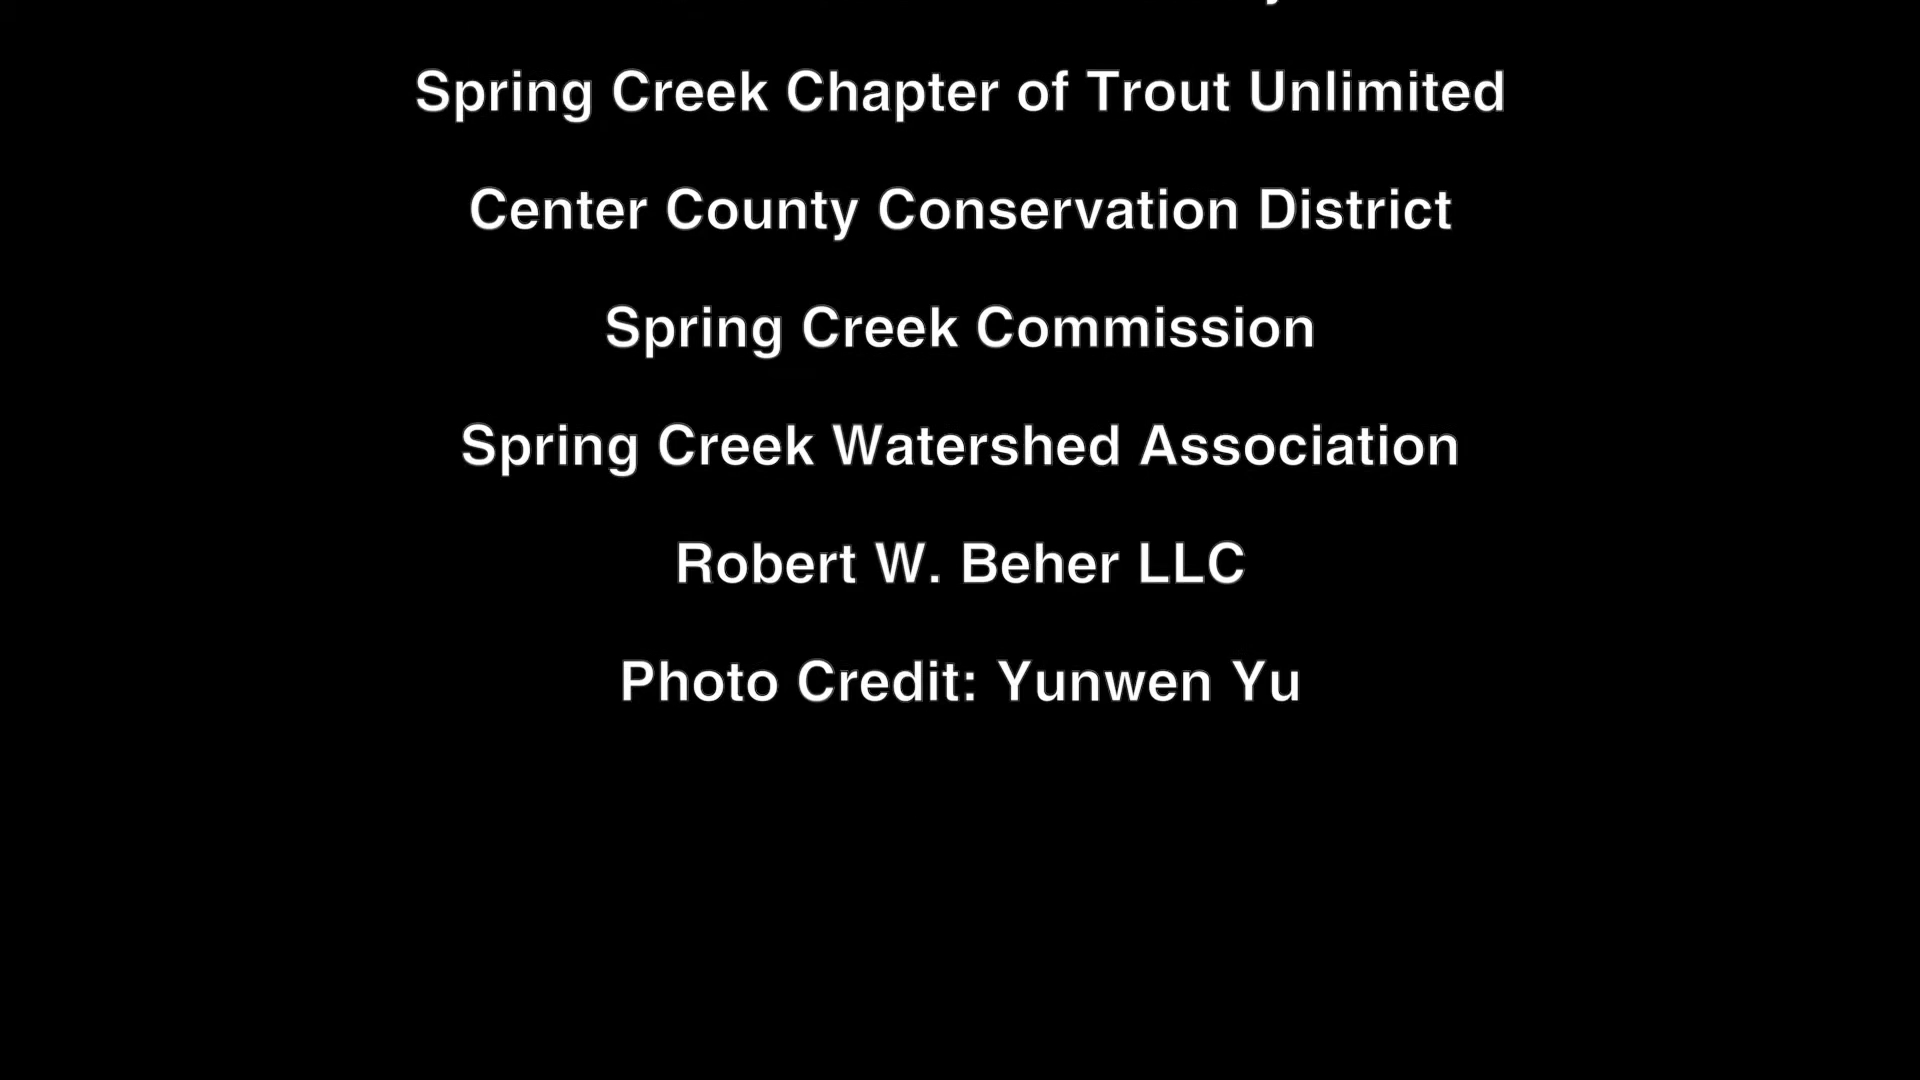 Spring Creek Chapter of Trout Unlimited
Center County Conservation District
Spring Creek Commission
Spring Creek Watershed Association
Robert W. Beher LLC
Photo Credit: Yunwen Yu